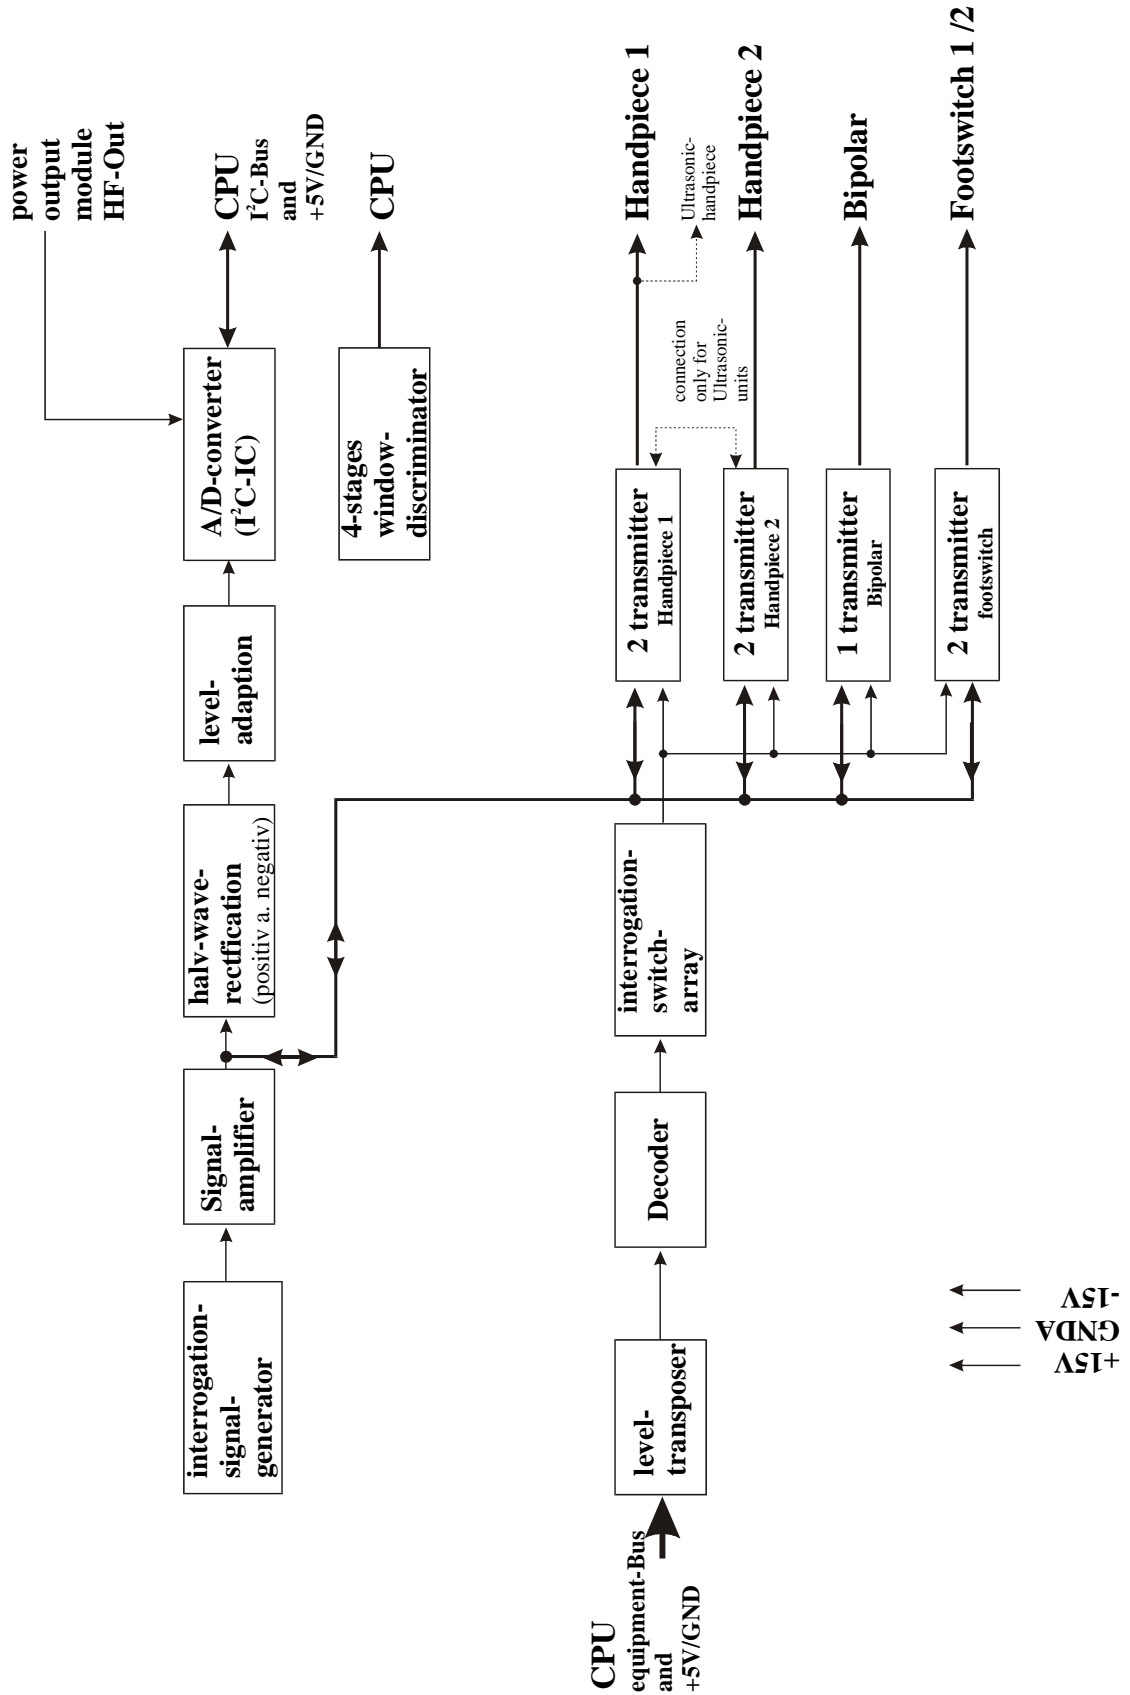 power
output
module
HF-Out
interrogation-
signal-
generator
Signal-
amplifier
halv-wave-
rectfication
(positiv a. negativ)
level-
adaption
A/D-converter
(I²C-IC)
CPU
I²C-Bus
and
+5V/GND
4-stages
window-
discriminator
CPU
CPU
equipment-Bus
and
+5V/GND
level-
transposer
Decoder
interrogation-
switch-
array
2 transmitter
Handpiece 1
Handpiece 1
Ultrasonic-
handpiece
connection
only for
Ultrasonic-
units
2 transmitter
Handpiece 2
Handpiece 2
1 transmitter
Bipolar
Bipolar
2 transmitter
footswitch
Footswitch 1 /2
+15V
GNDA
-15V